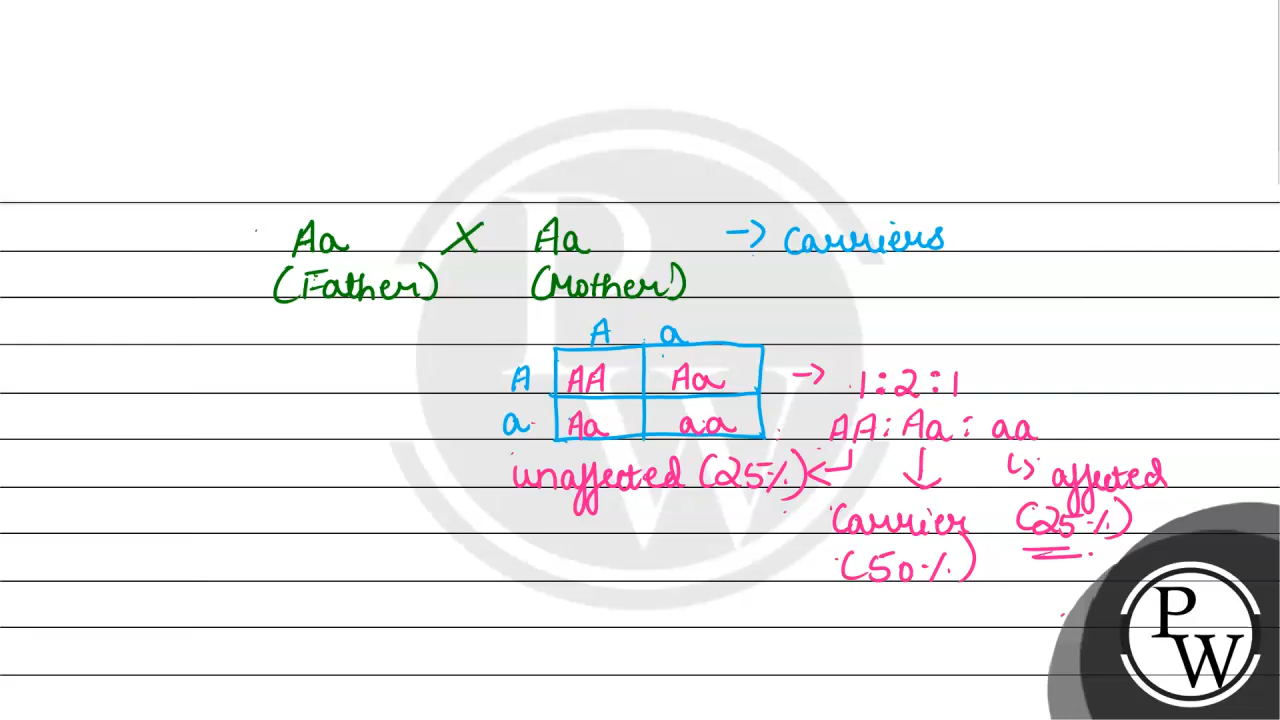 Aa X Aa → carriers
(Father) (Mother)
A a
A AA Aa → 1:2:1
a Aa aa AA: Aa: aa
unaffected (25%) affected
Carrier (25%)
(50%)
PW
PW